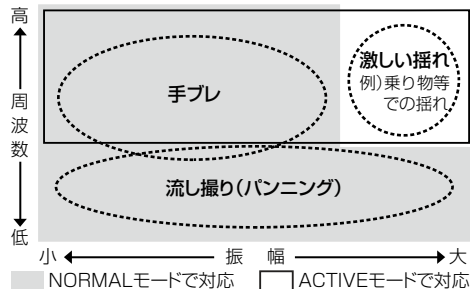 高
周波数
低
手ブレ
激しい揺れ
例)乗り物等
での揺れ
流し撮り(パンニング)
小 振幅 大
NORMALモードで対応 ACTIVEモードで対応